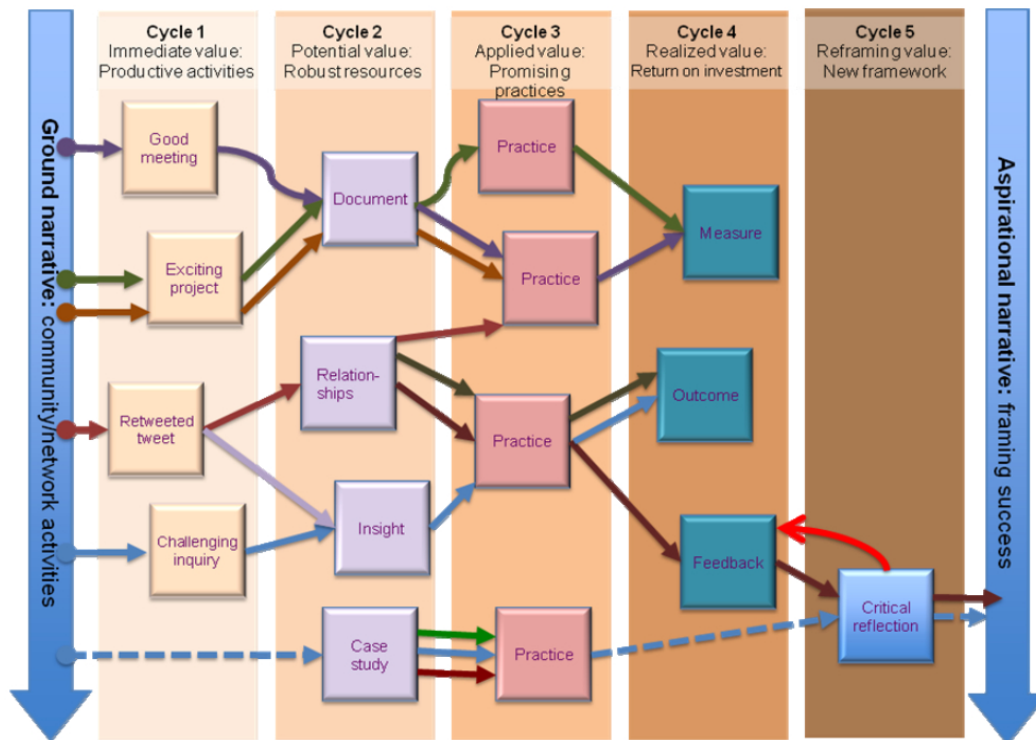 Cycle 1
Immediate value:
Productive activities
Cycle 2
Potential value:
Robust resources
Cycle 3
Applied value:
Promising
practices
Cycle 4
Realized value:
Return on investment
Cycle 5
Reframing value:
New framework
Ground narrative: community/network activities
Good
meeting
Exciting
project
Retweeted
tweet
Challenging
inquiry
Document
Relation-
ships
Insight
Case
study
Practice
Practice
Practice
Practice
Measure
Outcome
Feedback
Critical
reflection
Aspirational narrative: framing success